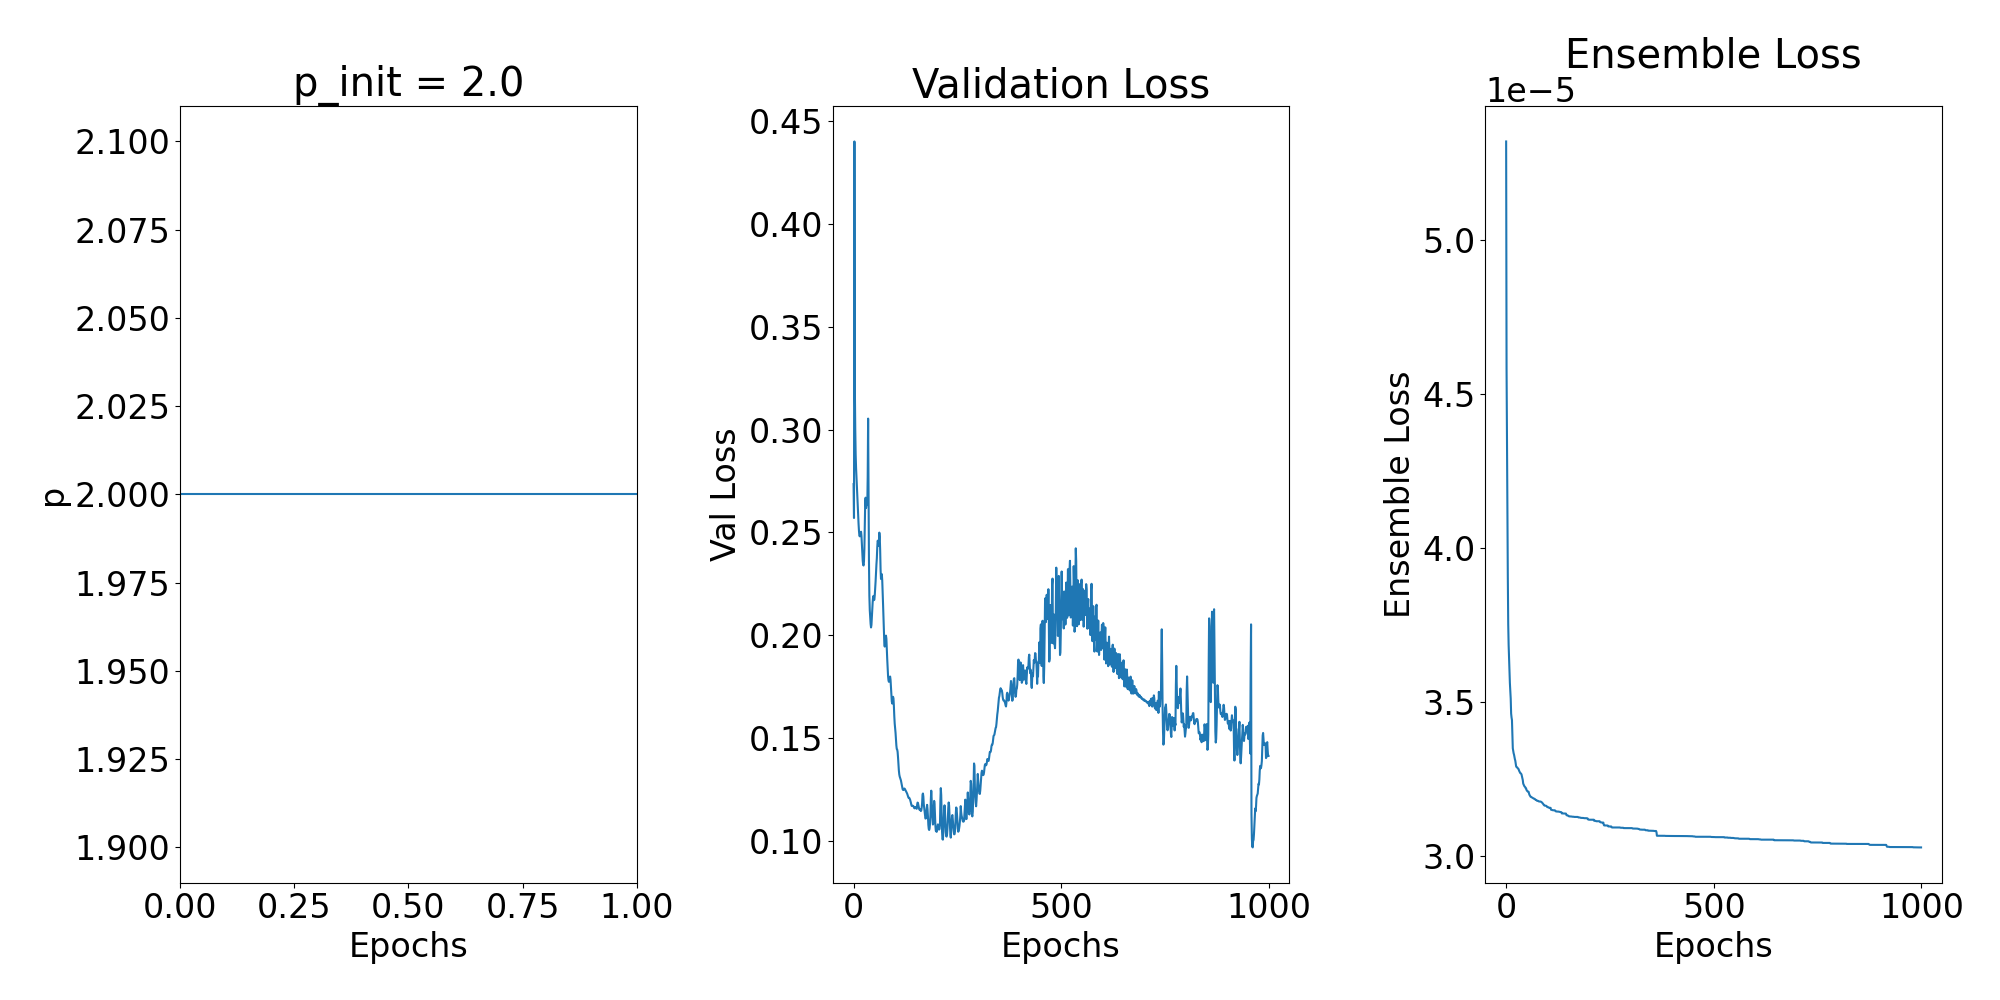 p_init = 2.0
p
2.100
2.075
2.050
2.025
2.000
1.975
1.950
1.925
1.900
0.00 0.25 0.50 0.75 1.00
Epochs
Validation Loss
Val Loss
0.45
0.40
0.35
0.30
0.25
0.20
0.15
0.10
0 500 1000
Epochs
Ensemble Loss
1e−5
Ensemble Loss
5.0
4.5
4.0
3.5
3.0
0 500 1000
Epochs